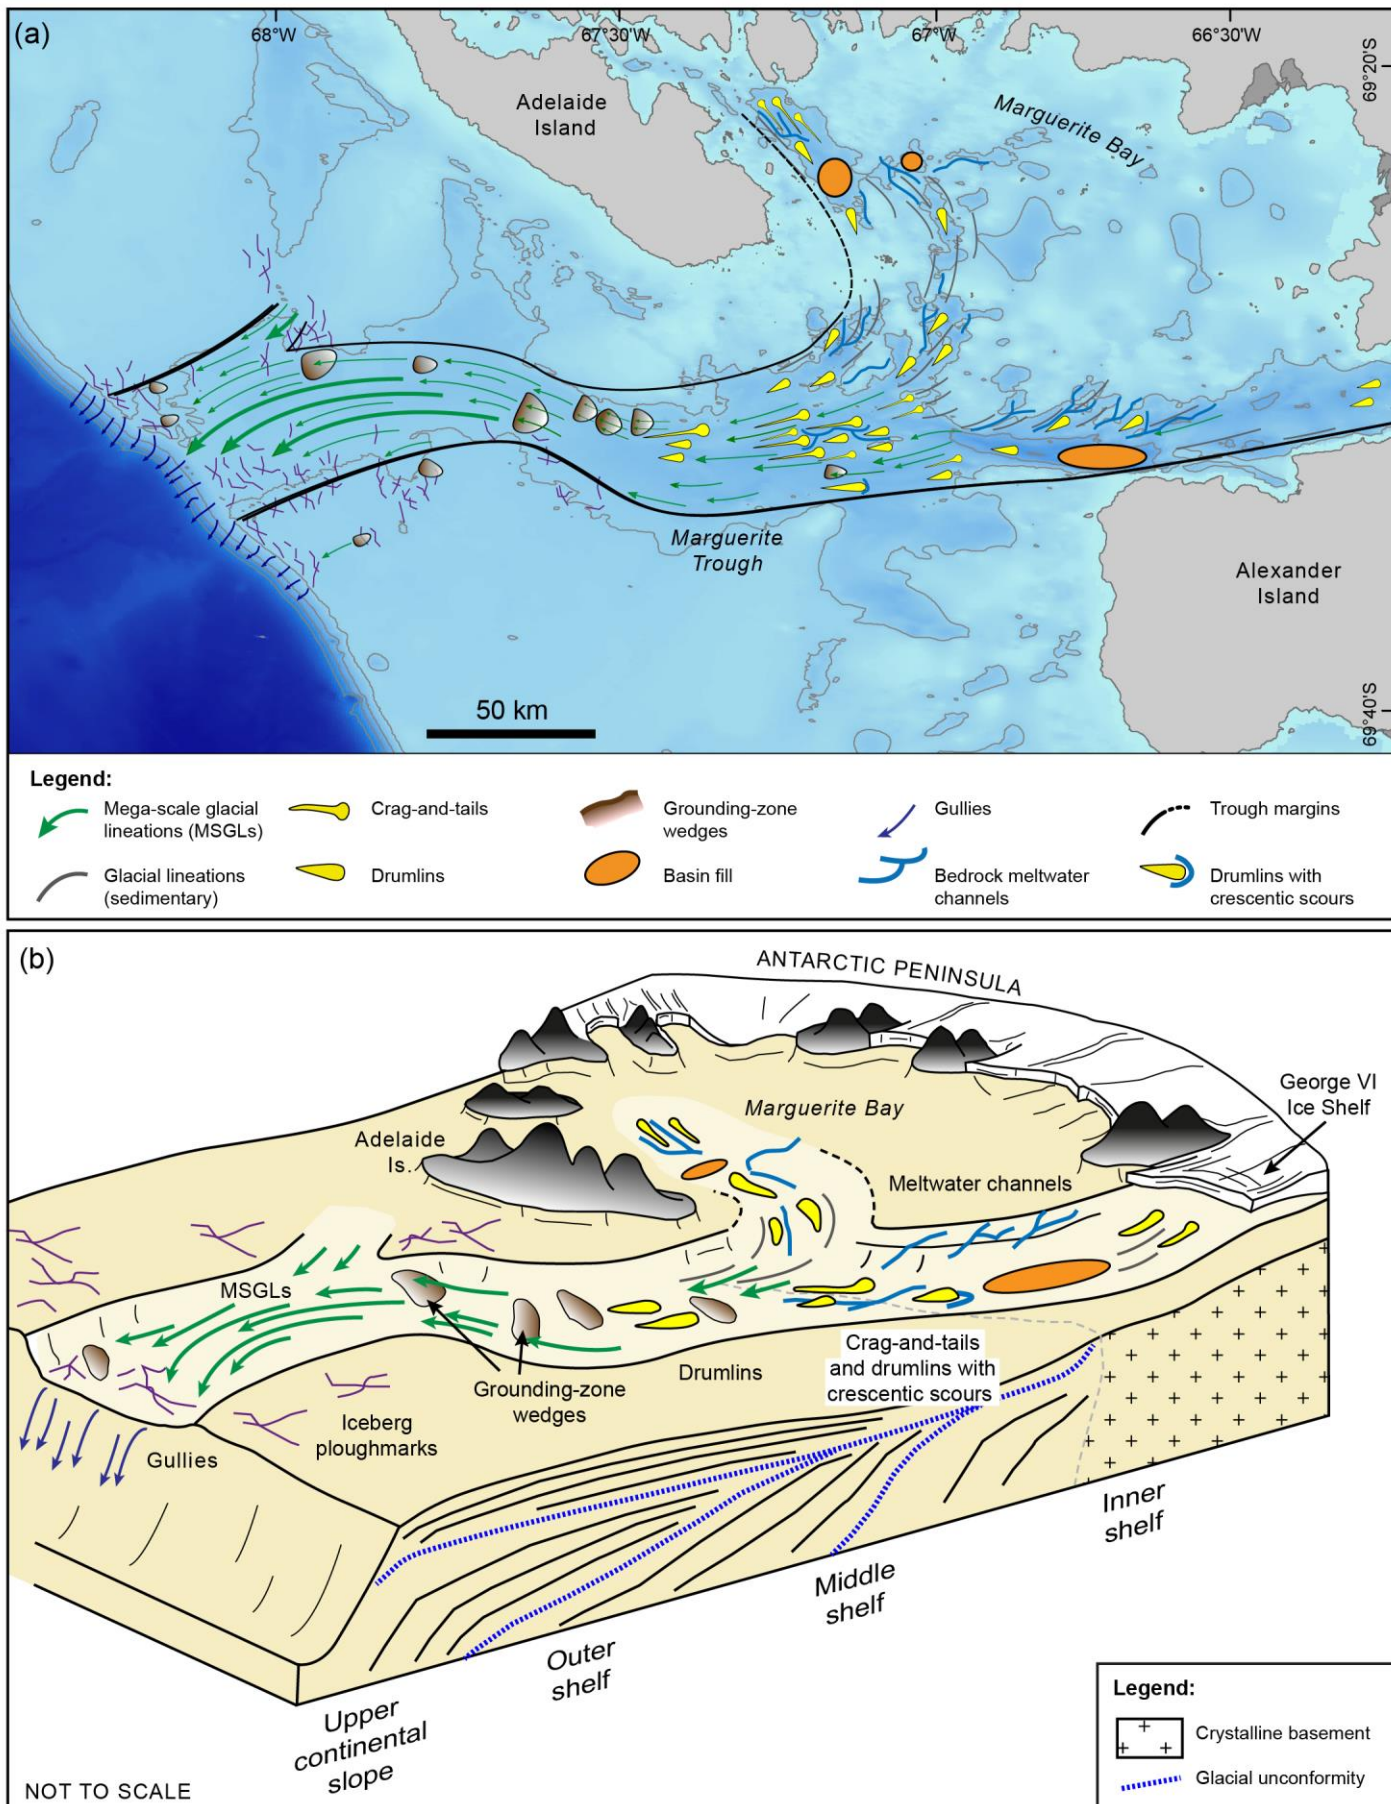 (a)
68°W
67°30'W
67°W
66°30'W
69°20'S
Adelaide
Island
Marguerite Bay
Marguerite
Trough
Alexander
Island
69°40'S
50 km
Legend:
Mega-scale glacial
lineations (MSGLs)
Crag-and-tails
Grounding-zone
wedges
Gullies
Trough margins
Glacial lineations
(sedimentary)
Drumlins
Basin fill
Bedrock meltwater
channels
Drumlins with
crescentic scours
(b)
ANTARCTIC PENINSULA
George VI
Ice Shelf
Marguerite Bay
Adelaide
Is.
Meltwater channels
MSGLs
Grounding-zone
wedges
Drumlins
Crag-and-tails
and drumlins with
crescentic scours
Iceberg
ploughmarks
Gullies
Inner
shelf
Middle
shelf
Outer
shelf
Upper
continental
slope
NOT TO SCALE
Legend:
Crystalline basement
Glacial unconformity